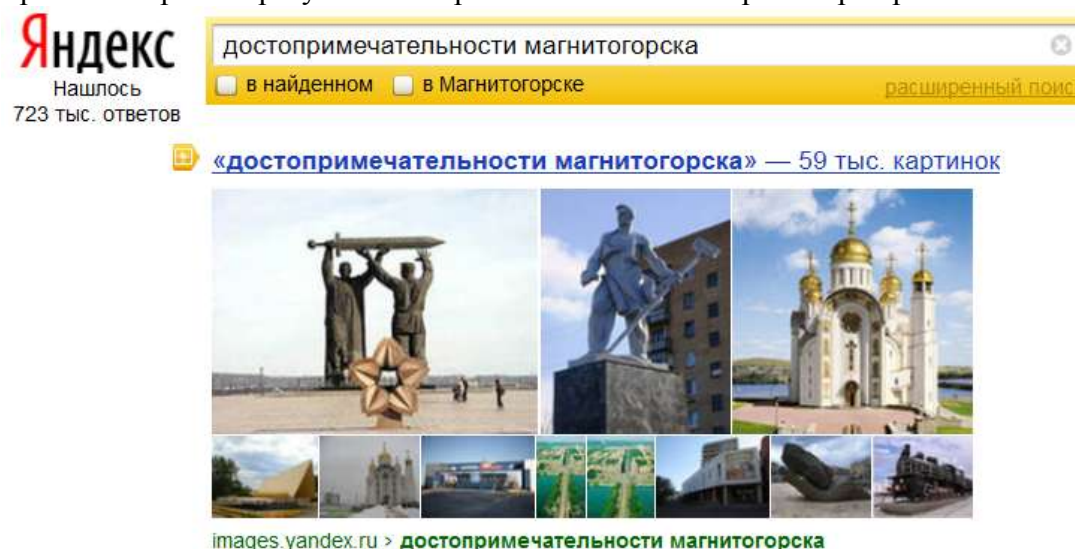 Яндекс
Нашлось
723 тыс. ответов
достопримечательности магнитогорска
в найденном в Магнитогорске расширенный поис
«достопримечательности магнитогорска» — 59 тыс. картинок
images.yandex.ru > достопримечательности магнитогорска